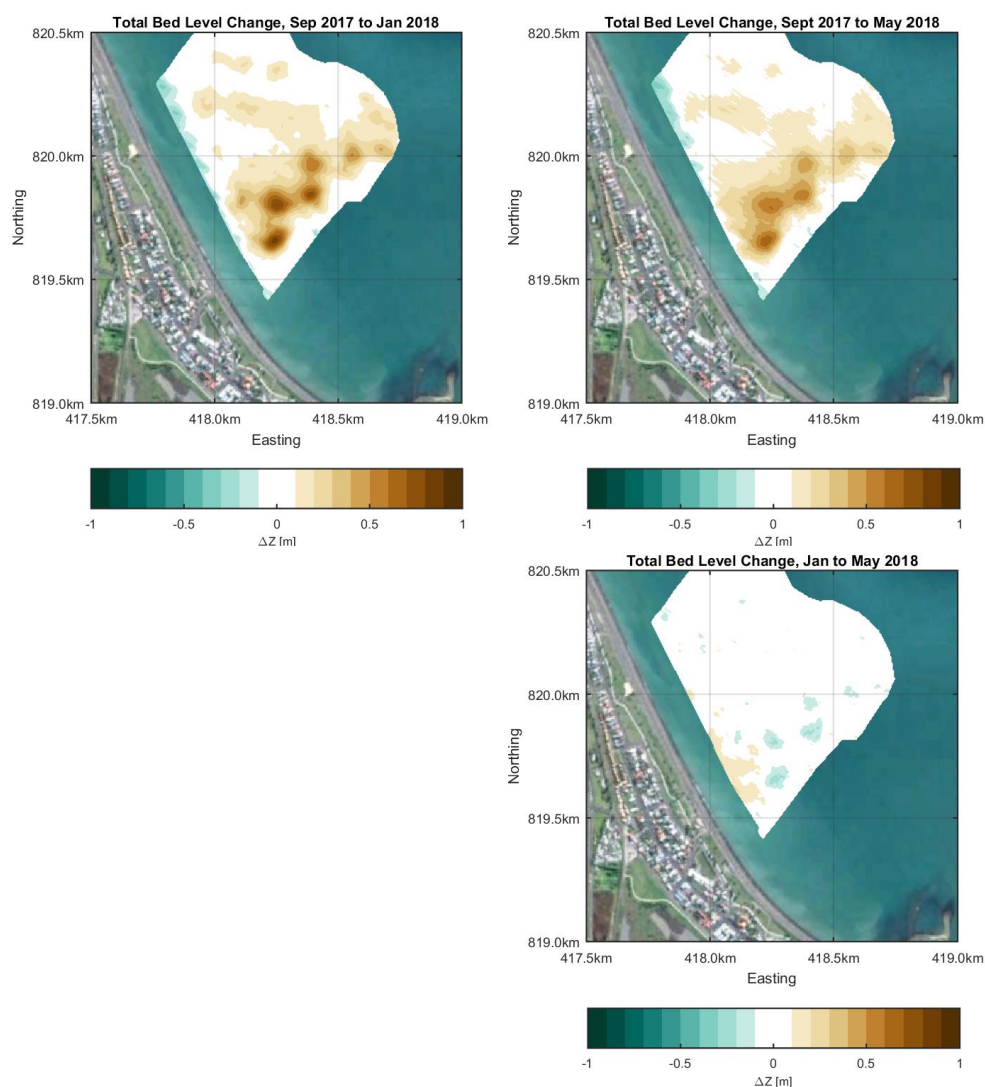 Total Bed Level Change, Sep 2017 to Jan 2018
820.5km
820.0km
819.5km
819.0km
Northing
417.5km 418.0km 418.5km 419.0km
Easting
-1 -0.5 0 0.5 1
ΔZ [m]
Total Bed Level Change, Sept 2017 to May 2018
820.5km
820.0km
819.5km
819.0km
Northing
417.5km 418.0km 418.5km 419.0km
Easting
-1 -0.5 0 0.5 1
ΔZ [m]
Total Bed Level Change, Jan to May 2018
820.5km
820.0km
819.5km
819.0km
Northing
417.5km 418.0km 418.5km 419.0km
Easting
-1 -0.5 0 0.5 1
ΔZ [m]